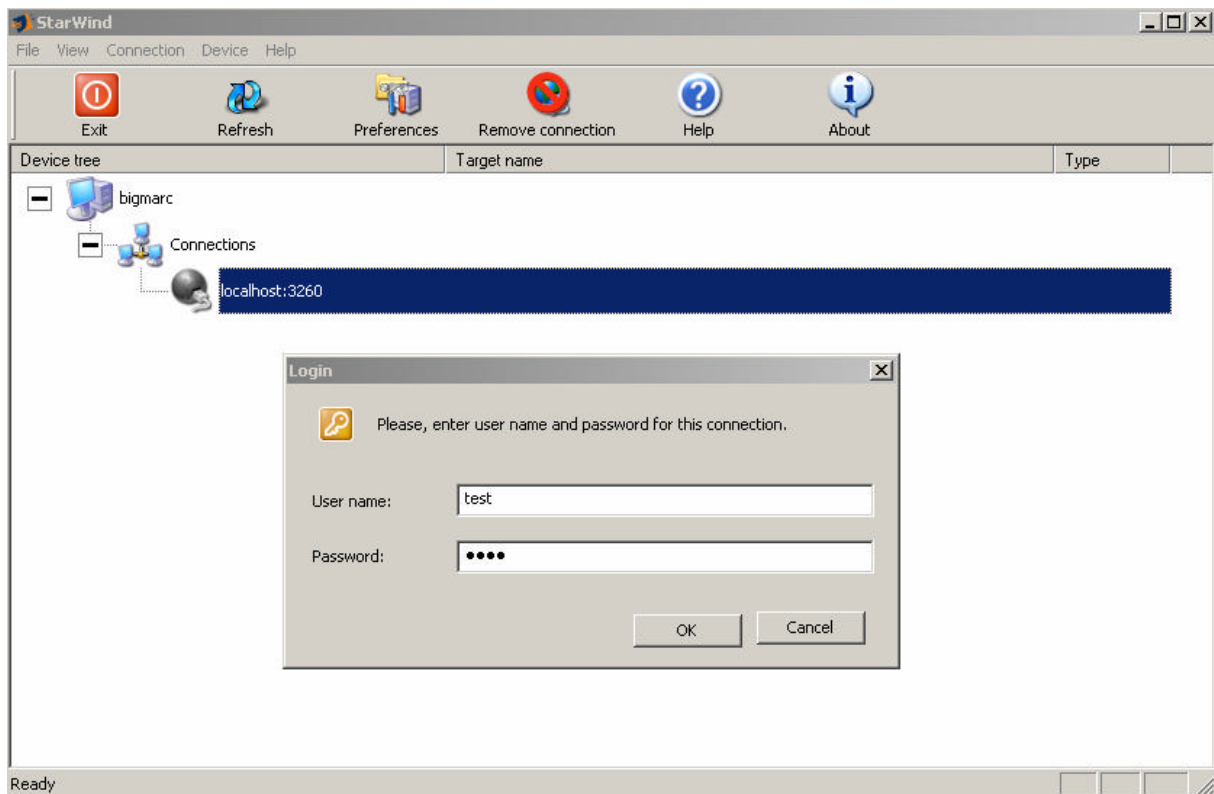 StarWind
File View Connection Device Help
Exit Refresh Preferences Remove connection Help About
Device tree Target name Type
bigmarc
Connections
localhost:3260
Login
Please, enter user name and password for this connection.
User name: test
Password: ••••
OK Cancel
Ready